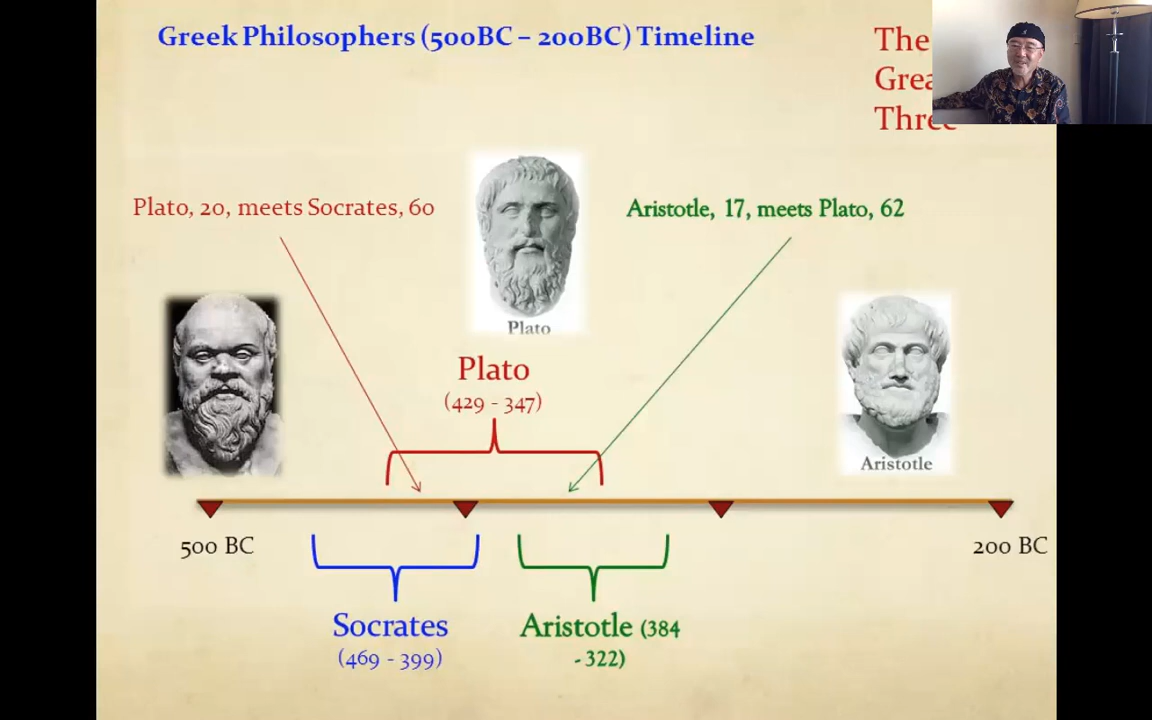 Greek Philosophers (500BC – 200BC) Timeline
The
Three
Plato, 20, meets Socrates, 60
Aristotle, 17, meets Plato, 62
Plato
Plato
(429 - 347)
Aristotle
500 BC
200 BC
Socrates
(469 - 399)
Aristotle (384
- 322)